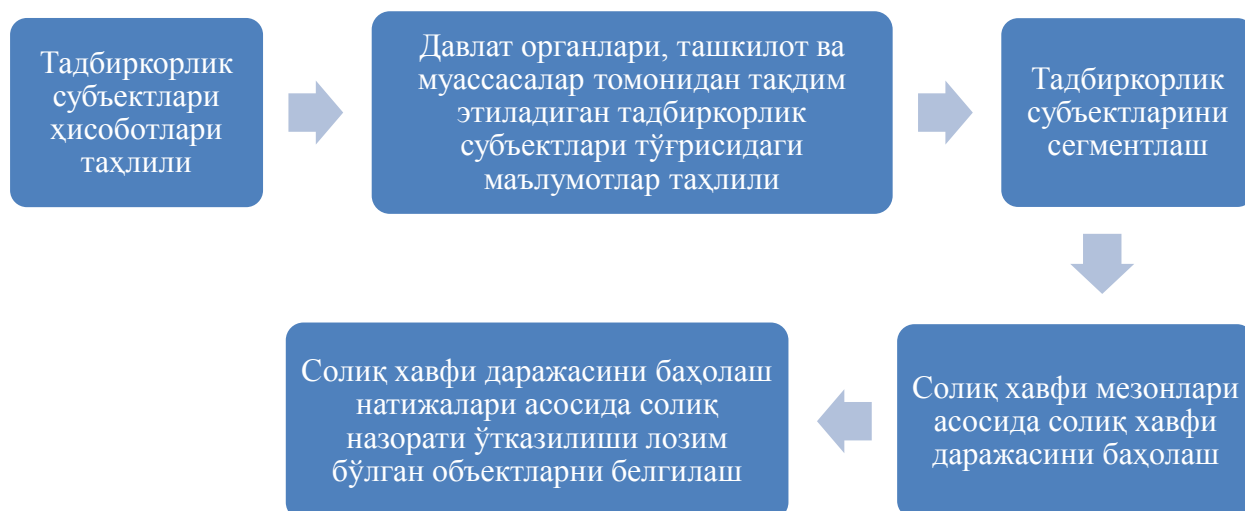 Тадбиркорлик
субъектлари
ҳисоботлари
таҳлили
Давлат органлари, ташкилот ва
муассасалар томонидан тақдим
этиладиган тадбиркорлик
субъектлари тўғрисидаги
маълумотлар таҳлили
Тадбиркорлик
субъектларини
сегментлаш
Солиқ хавфи мезонлари
асосида солиқ хавфи
даражасини баҳолаш
Солиқ хавфи даражасини баҳолаш
натижалари асосида солиқ
назорати ўтказилиши лозим
бўлган объектларни белгилаш